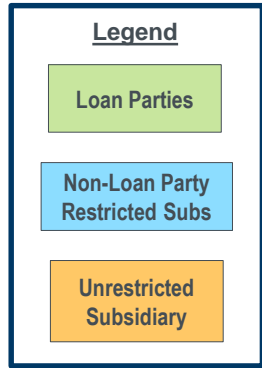 Legend
Loan Parties
Non-Loan Party
Restricted Subs
Unrestricted
Subsidiary